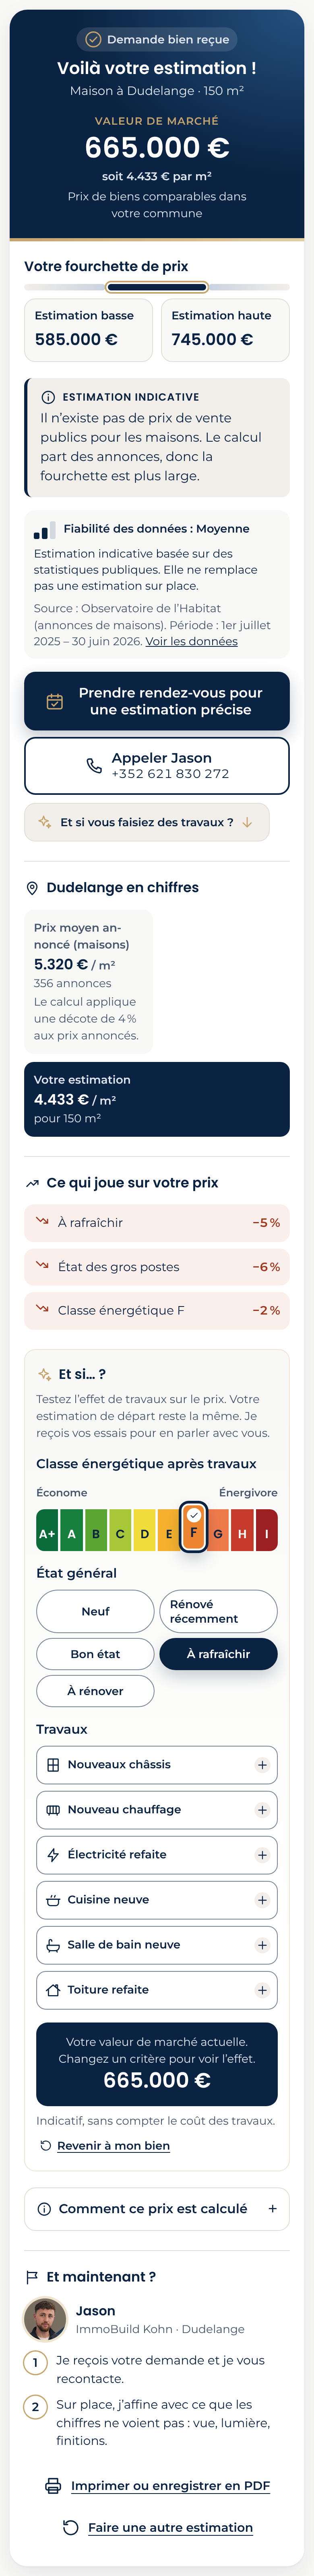 Demande bien reçue
Voilà votre estimation !
Maison à Dudelange · 150 m²
VALEUR DE MARCHÉ
665.000 €
soit 4.433 € par m²
Prix de biens comparables dans
votre commune
Votre fourchette de prix
Estimation basse
585.000 €
Estimation haute
745.000 €
ESTIMATION INDICATIVE
Il n’existe pas de prix de vente
publics pour les maisons. Le calcul
part des annonces, donc la
fourchette est plus large.
Fiabilité des données : Moyenne
Estimation indicative basée sur des
statistiques publiques. Elle ne remplace
pas une estimation sur place.
Source : Observatoire de l’Habitat
(annonces de maisons). Période : 1er juillet
2025 – 30 juin 2026. Voir les données
Prendre rendez-vous pour
une estimation précise
Appeler Jason
+352 621 830 272
Et si vous faisiez des travaux ? ↓
Dudelange en chiffres
Prix moyen an-
noncé (maisons)
5.320 € / m²
356 annonces
Le calcul applique
une décote de 4 %
aux prix annoncés.
Votre estimation
4.433 € / m²
pour 150 m²
Ce qui joue sur votre prix
À rafraîchir −5 %
État des gros postes −6 %
Classe énergétique F −2 %
Et si… ?
Testez l’effet de travaux sur le prix. Votre
estimation de départ reste la même. Je
reçois vos essais pour en parler avec vous.
Classe énergétique après travaux
Économe Énergivore
A+ A B C D E F G H I
État général
Neuf
Rénové
récemment
Bon état
À rafraîchir
À rénover
Travaux
Nouveaux châssis +
Nouveau chauffage +
Électricité refaite +
Cuisine neuve +
Salle de bain neuve +
Toiture refaite +
Votre valeur de marché actuelle.
Changez un critère pour voir l’effet.
665.000 €
Indicatif, sans compter le coût des travaux.
Revenir à mon bien
Comment ce prix est calculé +
Et maintenant ?
Jason
ImmoBuild Kohn · Dudelange
1 Je reçois votre demande et je vous
recontacte.
2 Sur place, j’affine avec ce que les
chiffres ne voient pas : vue, lumière,
finitions.
Imprimer ou enregistrer en PDF
Faire une autre estimation